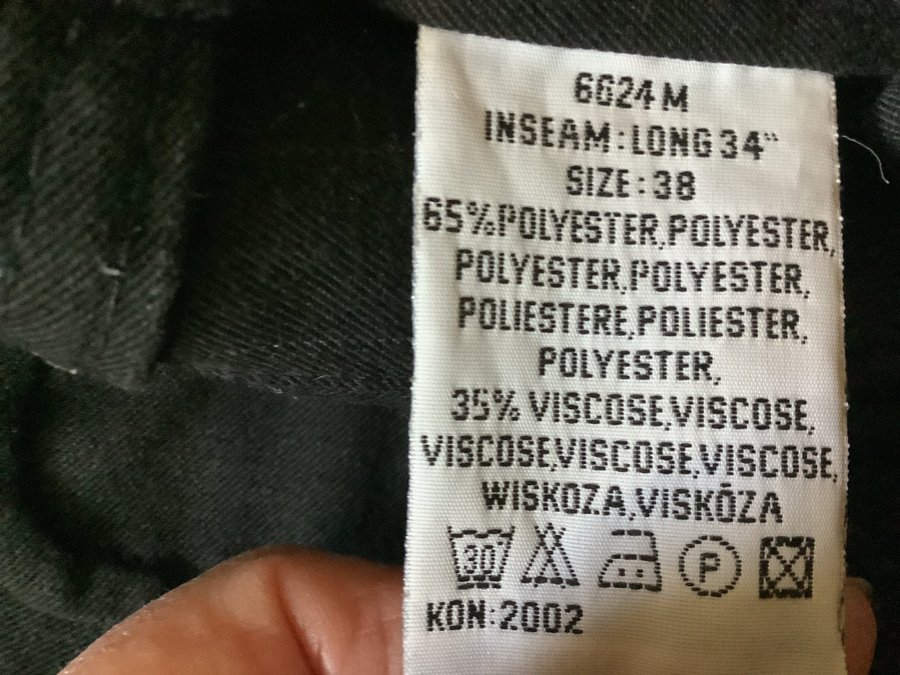 6624 M
INSEAM:LONG 34"
SIZE:38
65%POLYESTER,POLYESTER,
POLYESTER,POLYESTER,
POLIESTERE,POLIESTER,
POLYESTER,
35% VISCOSE,VISCOSE,
VISCOSE,VISCOSE,VISCOSE,
WISKOZA,VISKÓZA
30 P
KON:2002